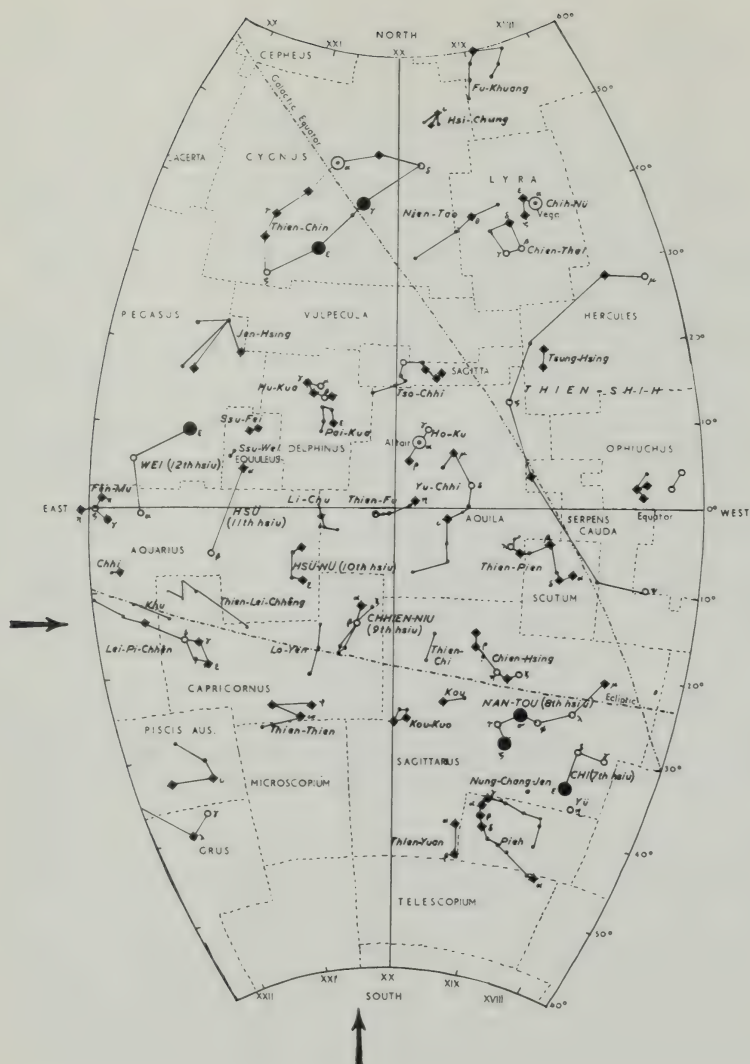 NORTH
XX
XXI
XX
XIX
XVIII
60°
CEPHEUS
50°
Fu-Khuang
Galactic Equator
Hsi-Chung
LACERTA
CYGNUS
40°
LYRA
Nien-Tao
Chih-Nü
Vega
Thien-Chin
Chien-Thai
30°
PEGASUS
VULPECULA
HERCULES
Jen-Hsing
20°
SAGITTA
Tsung-Hsing
Hu-Kua
Tso-Chhi
THIEN-SHIH
Ssu-Fei
Pai-Kua
10°
Ho-Ku
Ssu-Wei
DELPHINUS
Altair
OPHIUCHUS
EQUULEUS
WEI (12th hsiu)
Yu-Chhi
Fên-Mu
Li-Chu
Thien-Fu
EAST
HSÜ
(11th hsiu)
AQUILA
SERPENS
CAUDA
Equator
0°
WEST
AQUARIUS
Thien-Pien
Chhi
HSÜ-NÜ (10th hsiu)
SCUTUM
10°
Khu
Thien-Lei-Chhêng
CHHIEN-NIU
(9th hsiu)
Lei-Pi-Chhen
Lo-Yen
Thien-
Chi
Chien-Hsing
CAPRICORNUS
Kou
Ecliptic
20°
NAN-TOU (8th hsiu)
Thien-Thien
Kou-Kuo
PISCIS AUS.
SAGITTARIUS
30°
MICROSCOPIUM
Nung-Chang-Jen
CHI (7th hsiu)
Yü
GRUS
Thien-Yuan
Pieh
40°
TELESCOPIUM
50°
XXII
XXI
XX
XIX
XVIII
60°
SOUTH